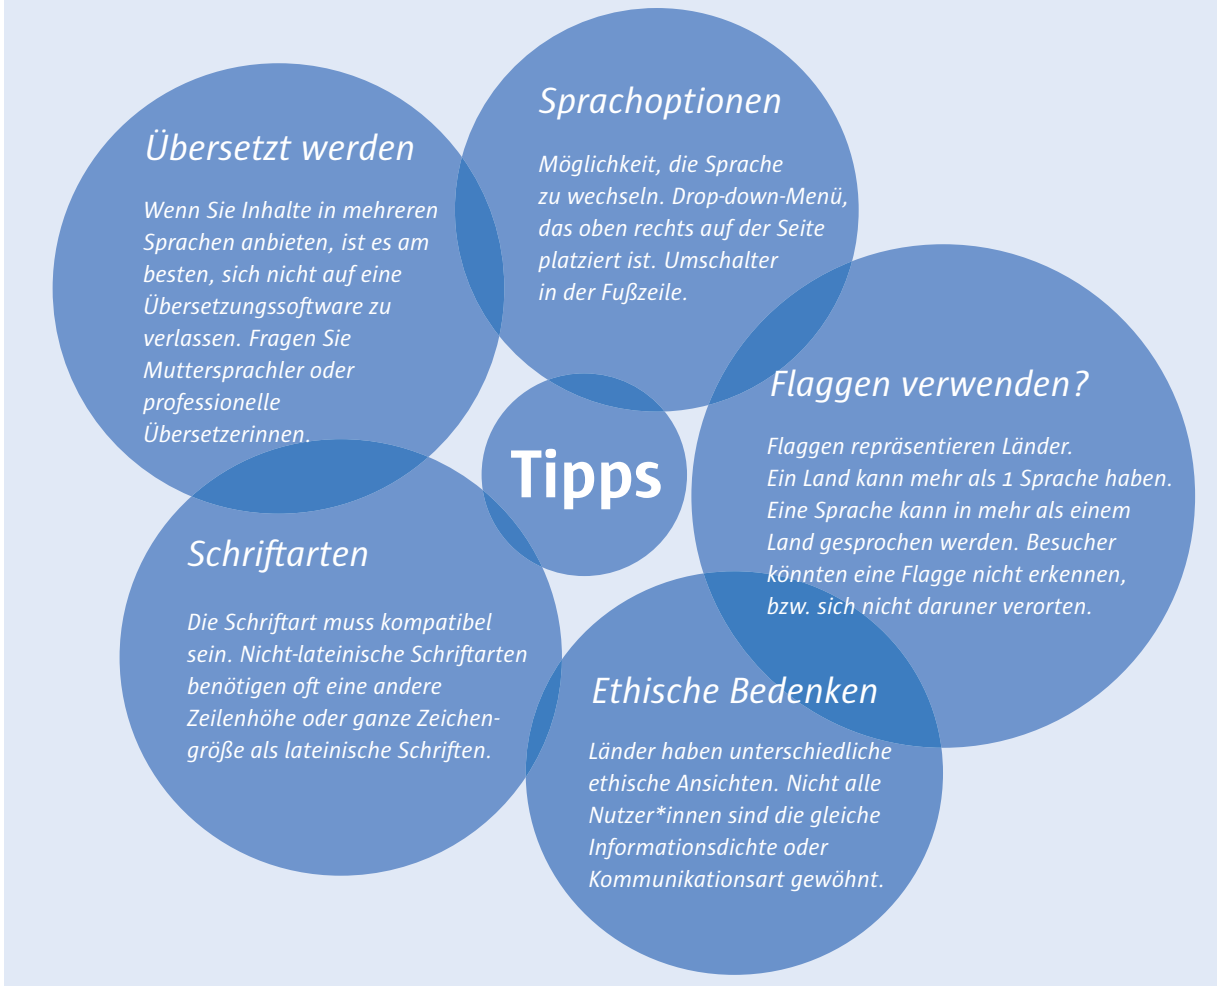 Übersetzt werden
Wenn Sie Inhalte in mehreren
Sprachen anbieten, ist es am
besten, sich nicht auf eine
Übersetzungssoftware zu
verlassen. Fragen Sie
Muttersprachler oder
professionelle
Übersetzerinnen.
Sprachoptionen
Möglichkeit, die Sprache
zu wechseln. Drop-down-Menü,
das oben rechts auf der Seite
platziert ist. Umschalter
in der Fußzeile.
Flaggen verwenden?
Flaggen repräsentieren Länder.
Ein Land kann mehr als 1 Sprache haben.
Eine Sprache kann in mehr als einem
Land gesprochen werden. Besucher
könnten eine Flagge nicht erkennen,
bzw. sich nicht daruner verorten.
Tipps
Schriftarten
Die Schriftart muss kompatibel
sein. Nicht-lateinische Schriftarten
benötigen oft eine andere
Zeilenhöhe oder ganze Zeichen-
größe als lateinische Schriften.
Ethische Bedenken
Länder haben unterschiedliche
ethische Ansichten. Nicht alle
Nutzer*innen sind die gleiche
Informationsdichte oder
Kommunikationsart gewöhnt.